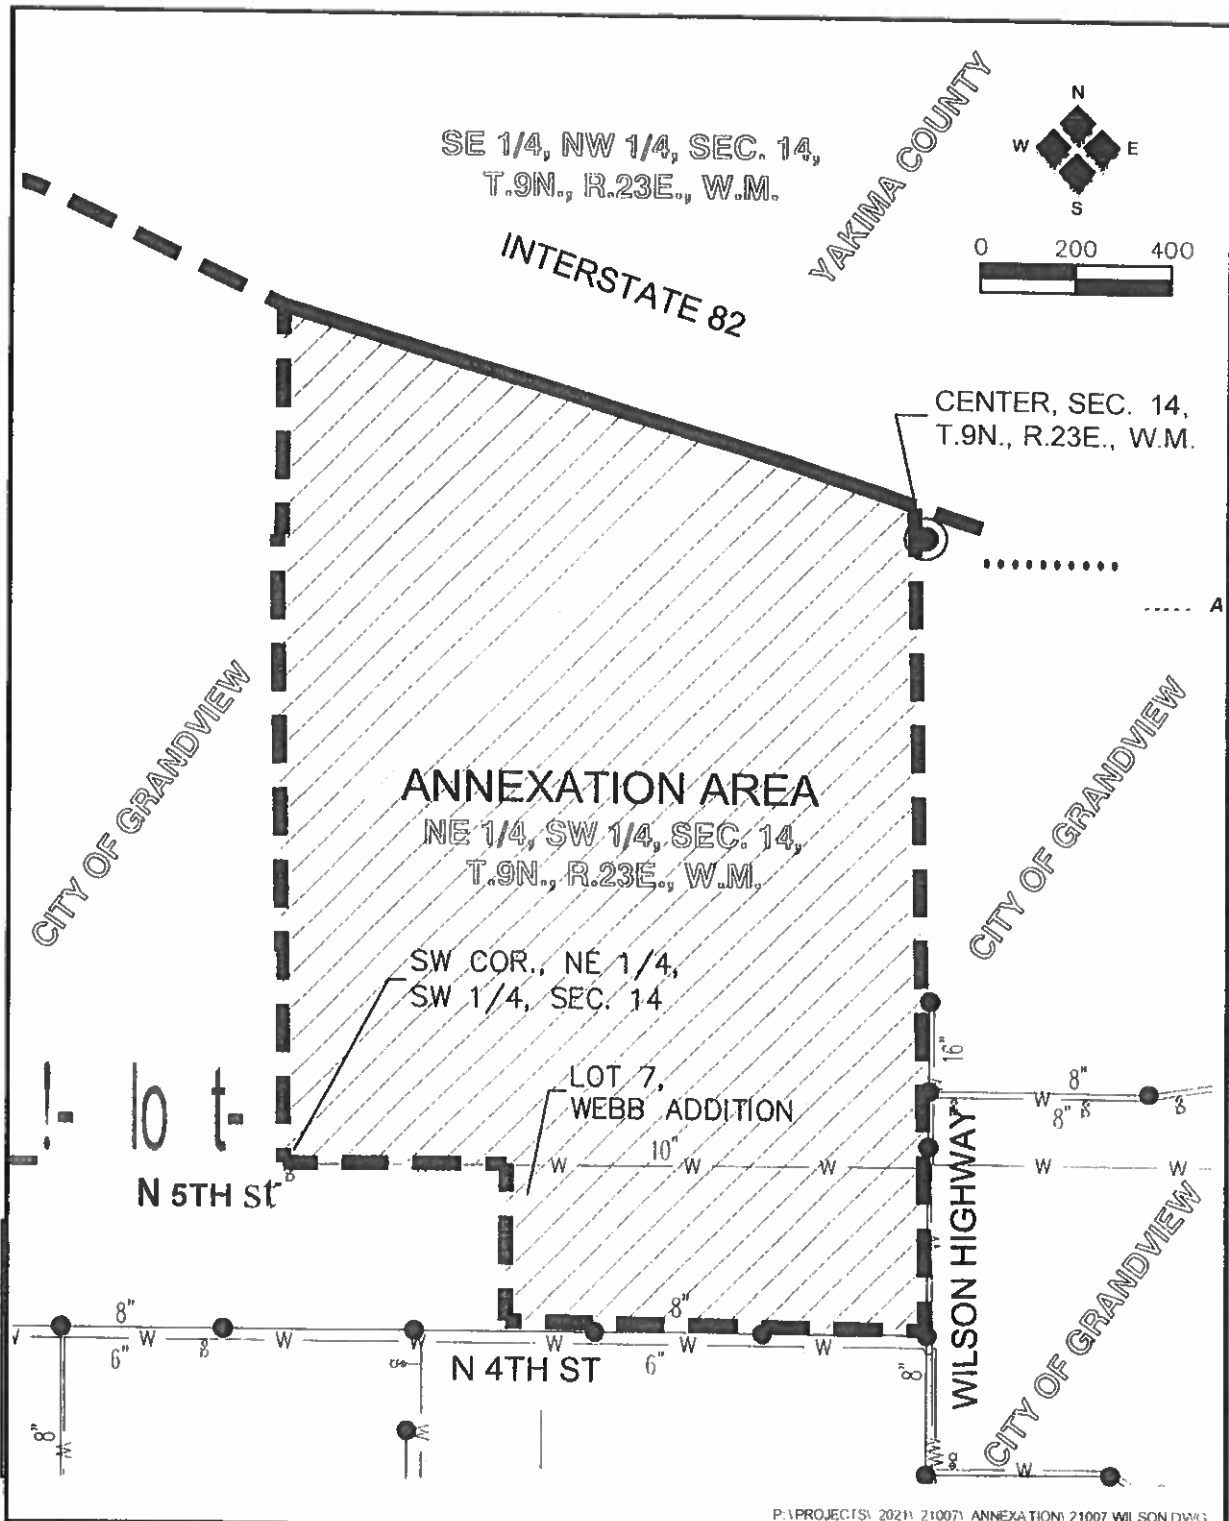 SE 1/4, NW 1/4, SEC. 14,
T.9N., R.23E., W.M.
YAKIMA COUNTY
N
W
E
S
0 200 400
INTERSTATE 82
CENTER, SEC. 14,
T.9N., R.23E., W.M.
A
CITY OF GRANDVIEW
CITY OF GRANDVIEW
ANNEXATION AREA
NE 1/4, SW 1/4, SEC. 14,
T.9N., R.23E., W.M.
SW COR., NE 1/4,
SW 1/4, SEC. 14
16"
LOT 7,
WEBB ADDITION
8"
W
8"
8
8
10"
W W W W W
N 5TH st
8
WILSON HIGHWAY
W
CITY OF GRANDVIEW
8"
8"
W W W W W W W
6"
8
6"
N 4TH ST
8"
8"
W
W
W
8
W
P:\PROJECTS\ 2021\ 21007\ ANNEXATION\ 21007 WILSON.DWG